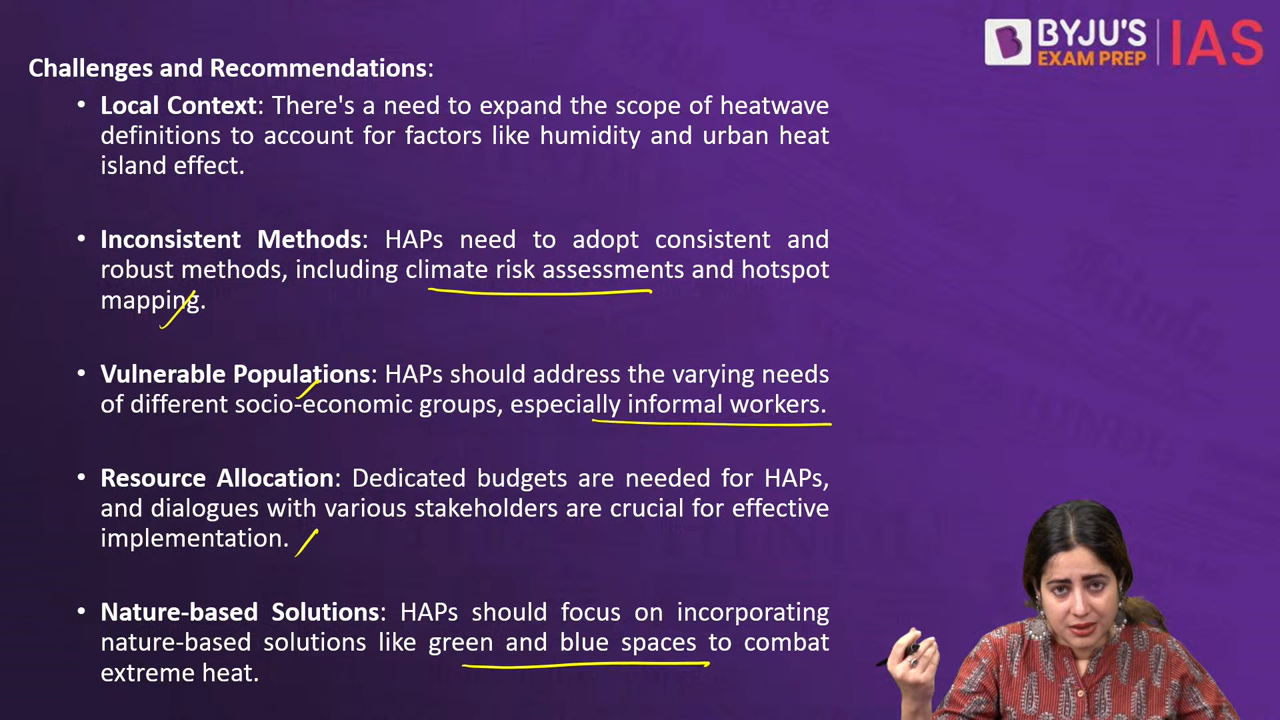 BYJU'S
EXAM PREP
IAS
Challenges and Recommendations:
• Local Context: There's a need to expand the scope of heatwave
definitions to account for factors like humidity and urban heat
island effect.
• Inconsistent Methods: HAPs need to adopt consistent and
robust methods, including climate risk assessments and hotspot
mapping.
• Vulnerable Populations: HAPs should address the varying needs
of different socio-economic groups, especially informal workers.
• Resource Allocation: Dedicated budgets are needed for HAPs,
and dialogues with various stakeholders are crucial for effective
implementation.
• Nature-based Solutions: HAPs should focus on incorporating
nature-based solutions like green and blue spaces to combat
extreme heat.